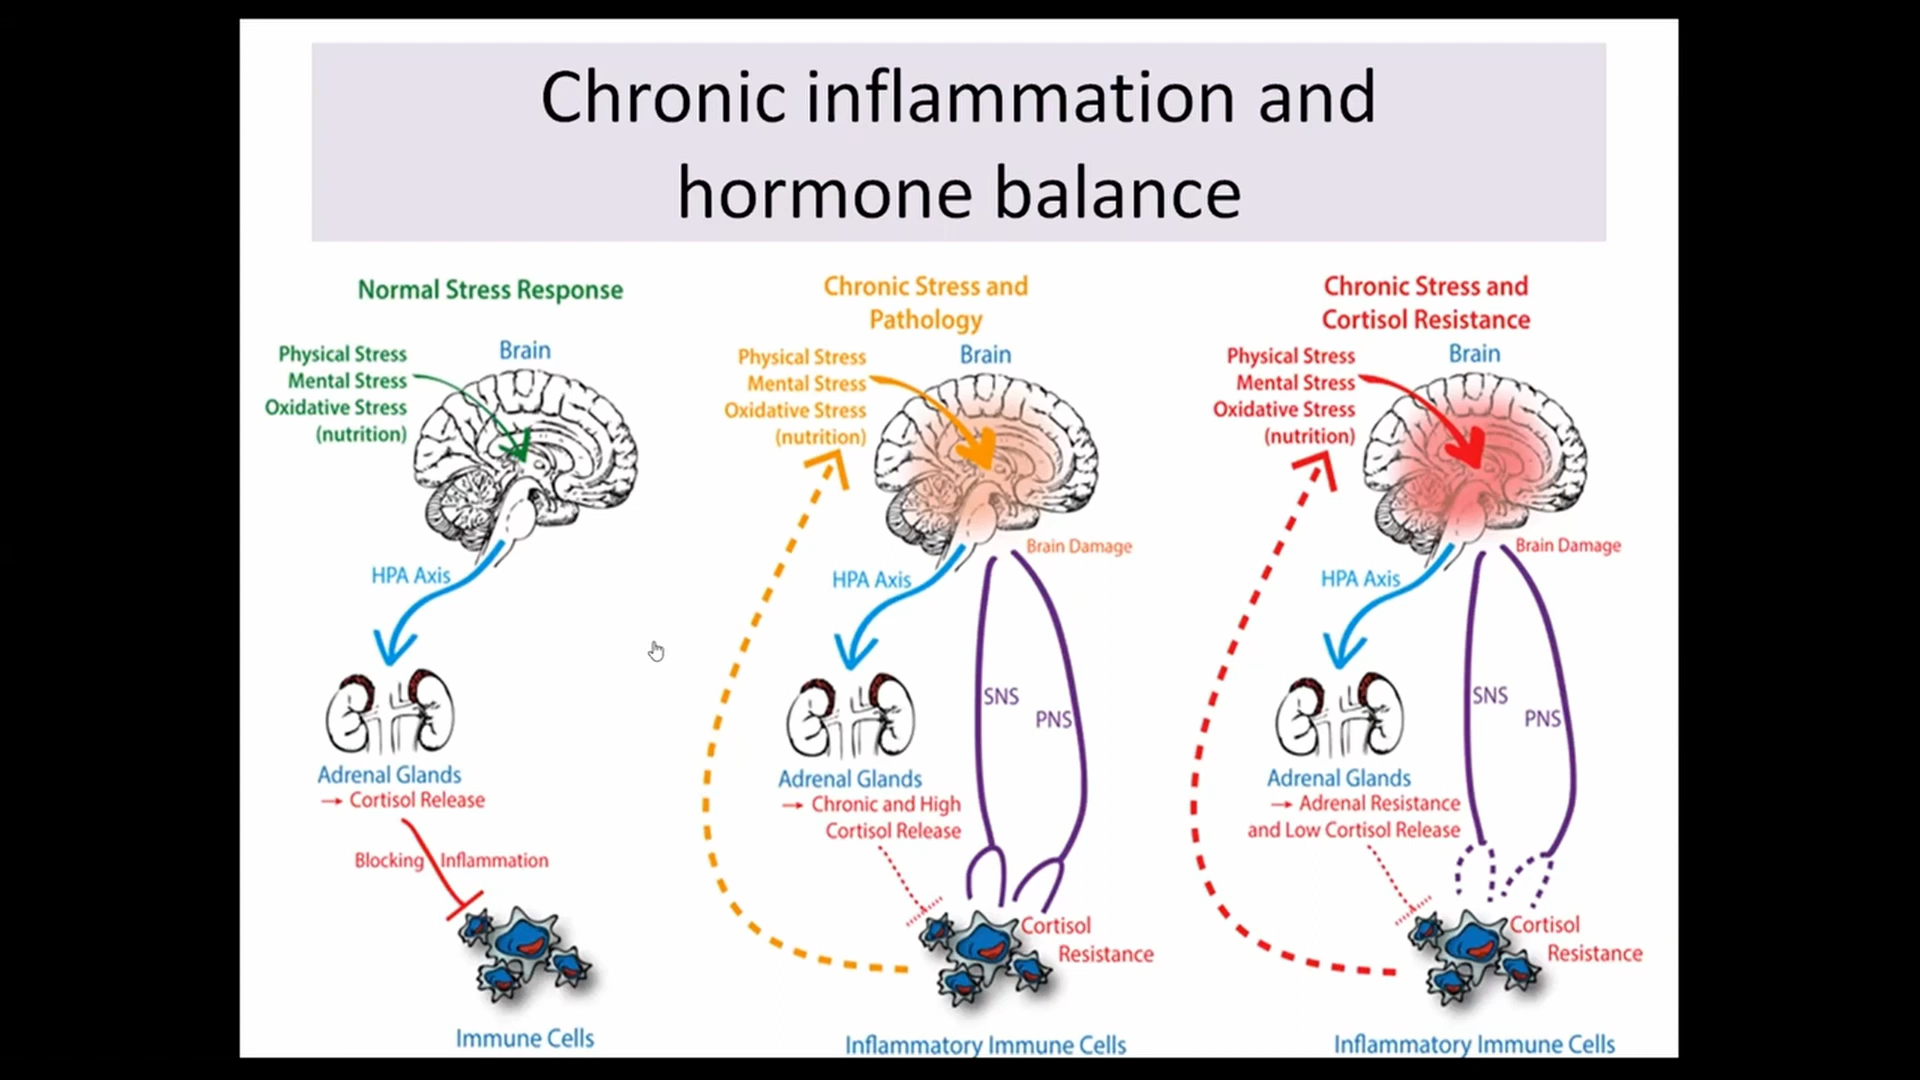 Chronic inflammation and
hormone balance
Normal Stress Response
Physical Stress
Mental Stress
Oxidative Stress
(nutrition)
Brain
HPA Axis
Adrenal Glands
→ Cortisol Release
Blocking Inflammation
Immune Cells
Chronic Stress and
Pathology
Physical Stress
Mental Stress
Oxidative Stress
(nutrition)
Brain
Brain Damage
HPA Axis
SNS
PNS
Adrenal Glands
→ Chronic and High
Cortisol Release
Cortisol
Resistance
Inflammatory Immune Cells
Chronic Stress and
Cortisol Resistance
Physical Stress
Mental Stress
Oxidative Stress
(nutrition)
Brain
Brain Damage
HPA Axis
SNS
PNS
Adrenal Glands
→ Adrenal Resistance
and Low Cortisol Release
Cortisol
Resistance
Inflammatory Immune Cells